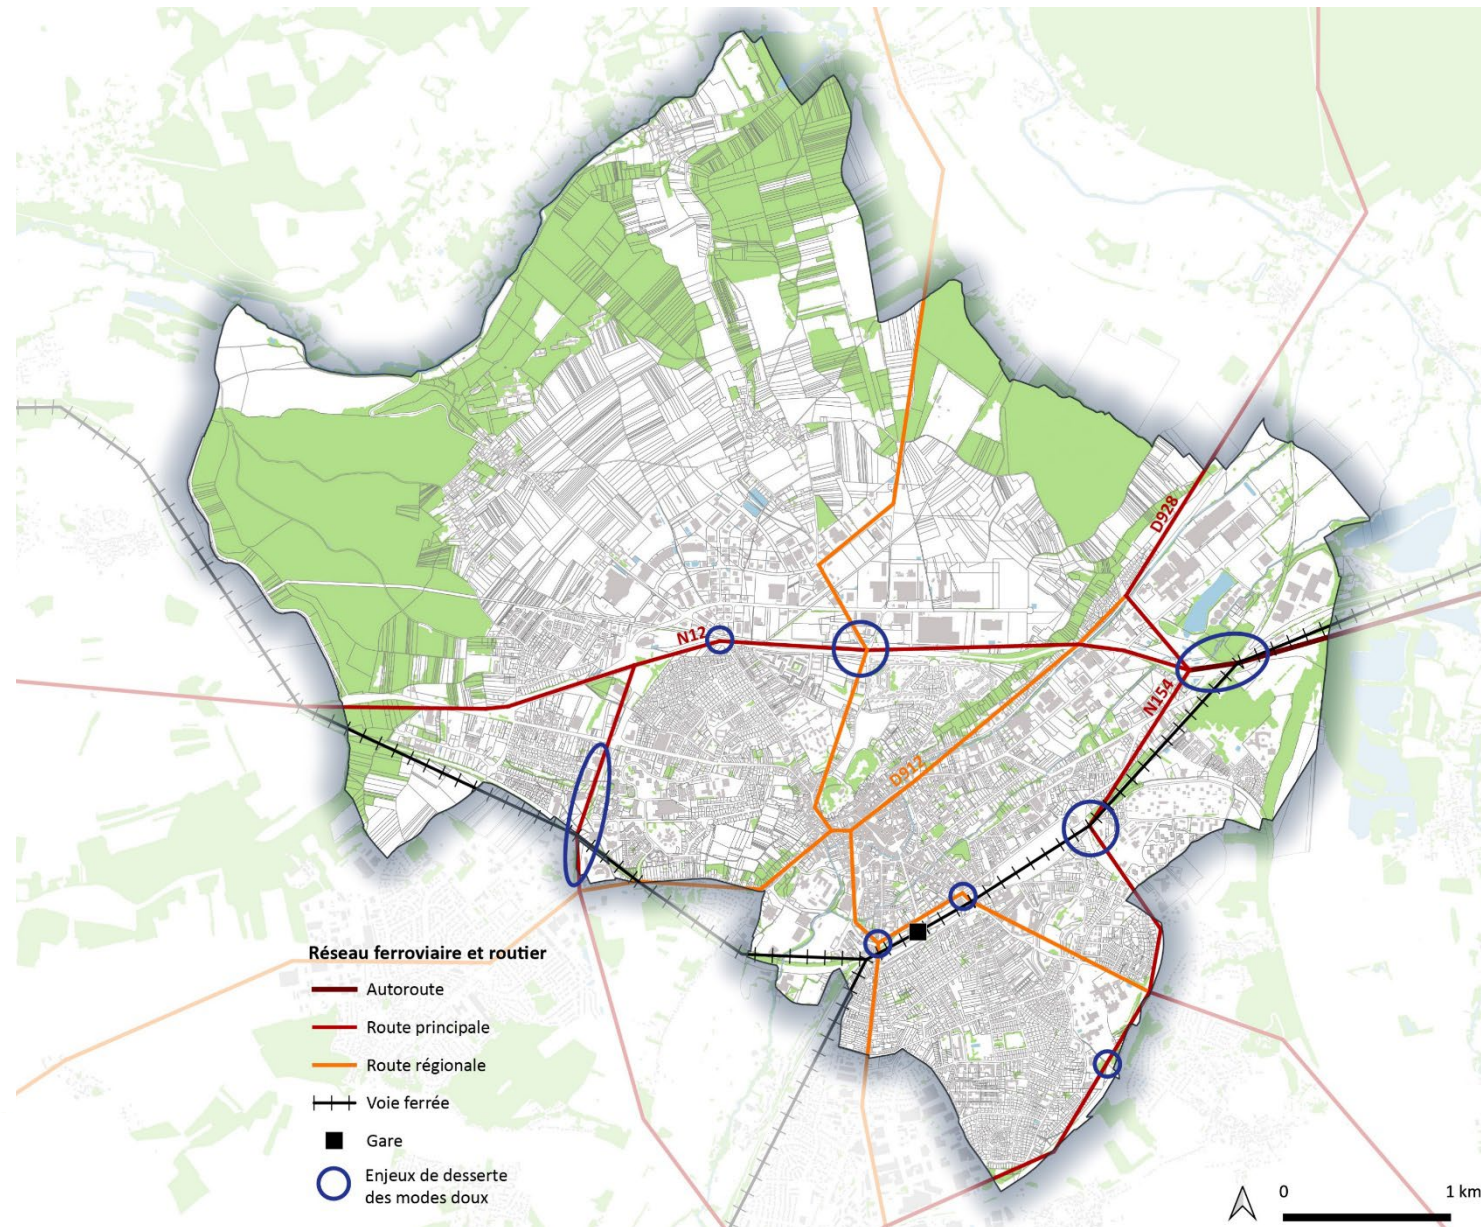 D928
N12
N154
D912
Réseau ferroviaire et routier
Autoroute
Route principale
Route régionale
Voie ferrée
Gare
Enjeux de desserte
des modes doux
0 1 km